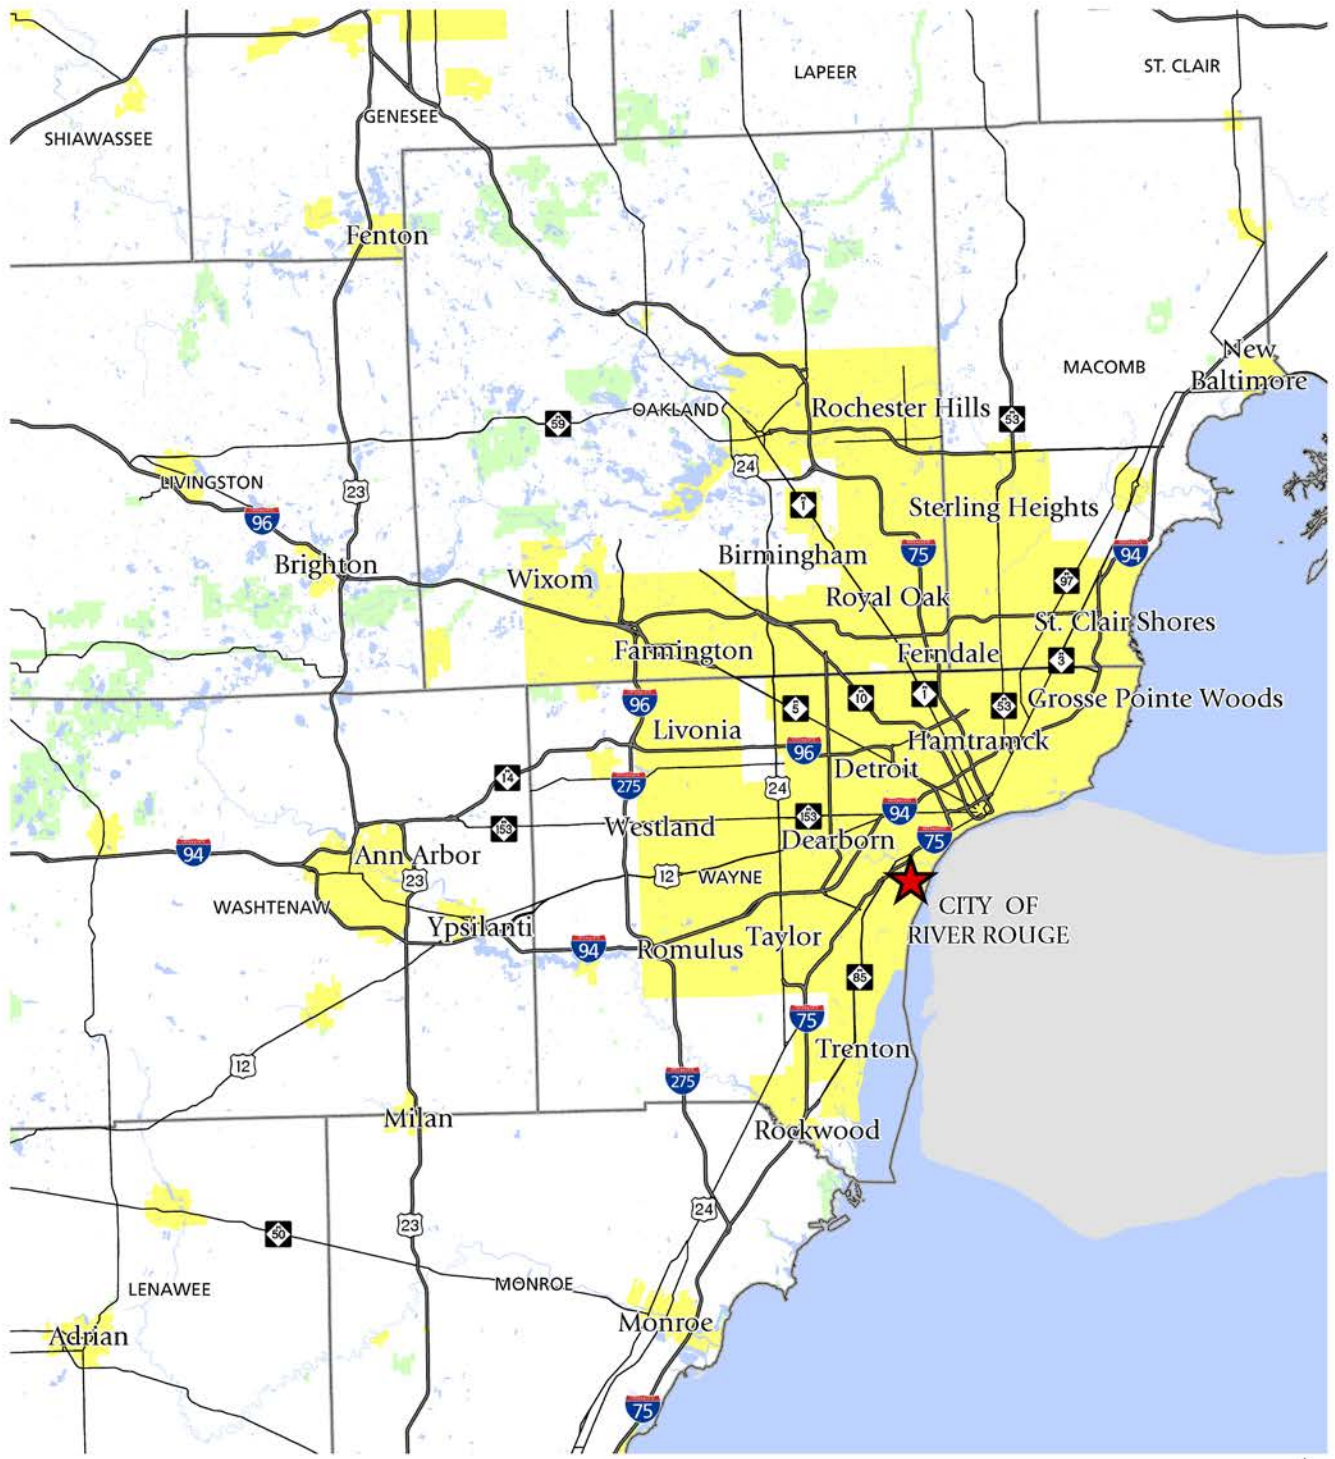 LAPEER
ST. CLAIR
GENESEE
SHIAWASSEE
Fenton
New
Baltimore
MACOMB
OAKLAND
Rochester Hills
53
59
24
LIVINGSTON
23
1
Sterling Heights
96
Birmingham
75
94
Brighton
Wixom
97
Royal Oak
St. Clair Shores
Farmington
Ferndale
3
96
5
10
1
53
Grosse Pointe Woods
Livonia
Hamtramck
96
Detroit
14
275
24
94
153
Westland
153
Dearborn
75
94
Ann Arbor
23
12
WAYNE
WASHTENAW
CITY OF
RIVER ROUGE
Ypsilanti
Romulus
Taylor
94
85
75
Trenton
12
275
Milan
Rockwood
24
23
50
LENAWEE
MONROE
Monroe
Adrian
75